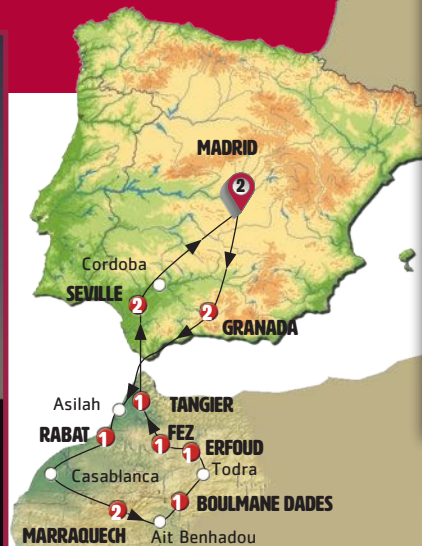 MADRID
2
Cordoba
SEVILLE
2
2
GRANADA
Asilah
1
TANGIER
RABAT
1
FEZ
1
1
ERFOUD
Casablanca
Todra
1
BOULMANE DADES
2
MARRAQUECH
Ait Benhadou